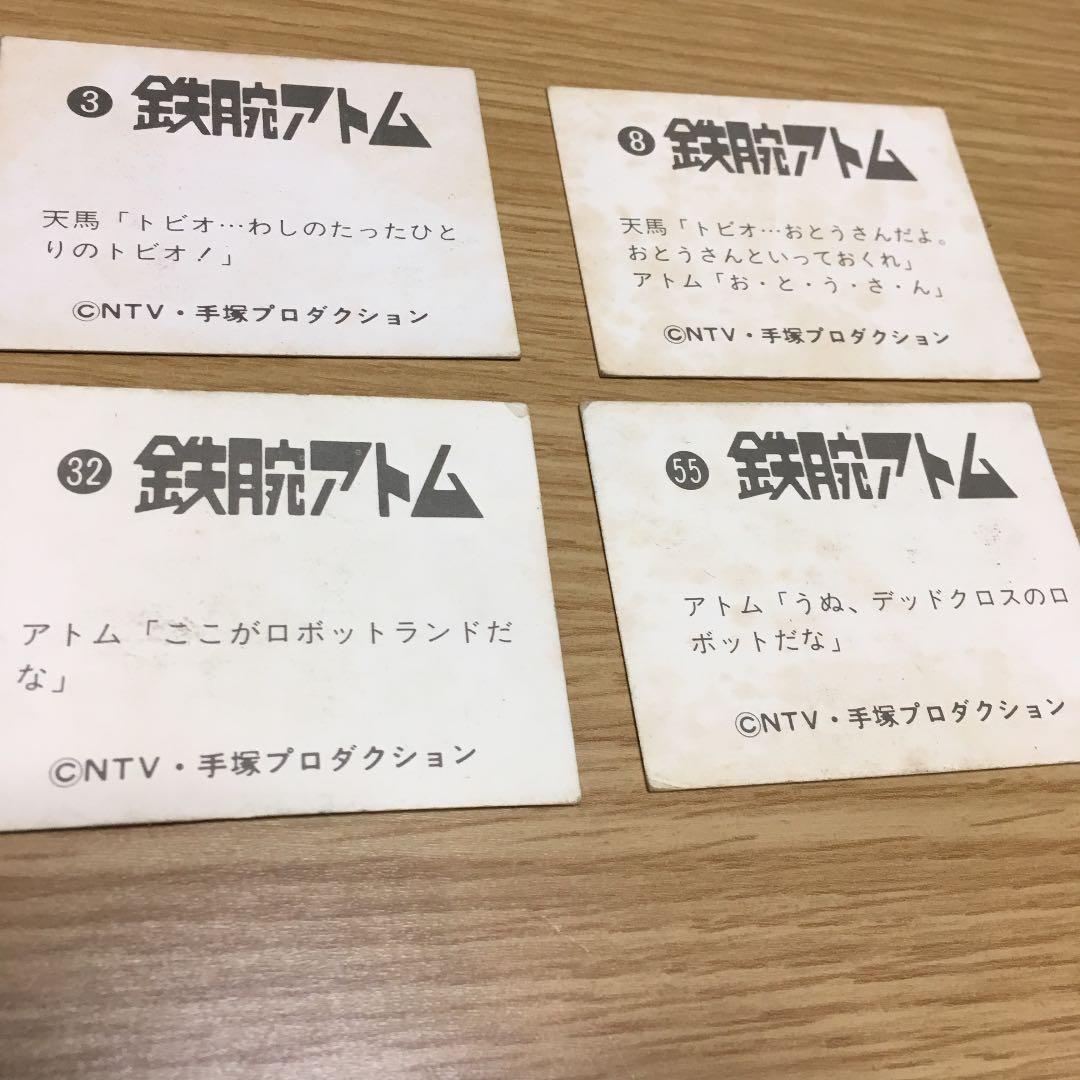 3 鉄腕アトム
天馬「トビオ…わしのたったひと
りのトビオ！」
©NTV・手塚プロダクション
8 鉄腕アトム
天馬「トビオ…おとうさんだよ。
おとうさんといっておくれ」
アトム「お・と・う・さ・ん」
©NTV・手塚プロダクション
32 鉄腕アトム
アトム「ここがロボットランドだ
な」
©NTV・手塚プロダクション
55 鉄腕アトム
アトム「うぬ、デッドクロスのロ
ボットだな」
©NTV・手塚プロダクション